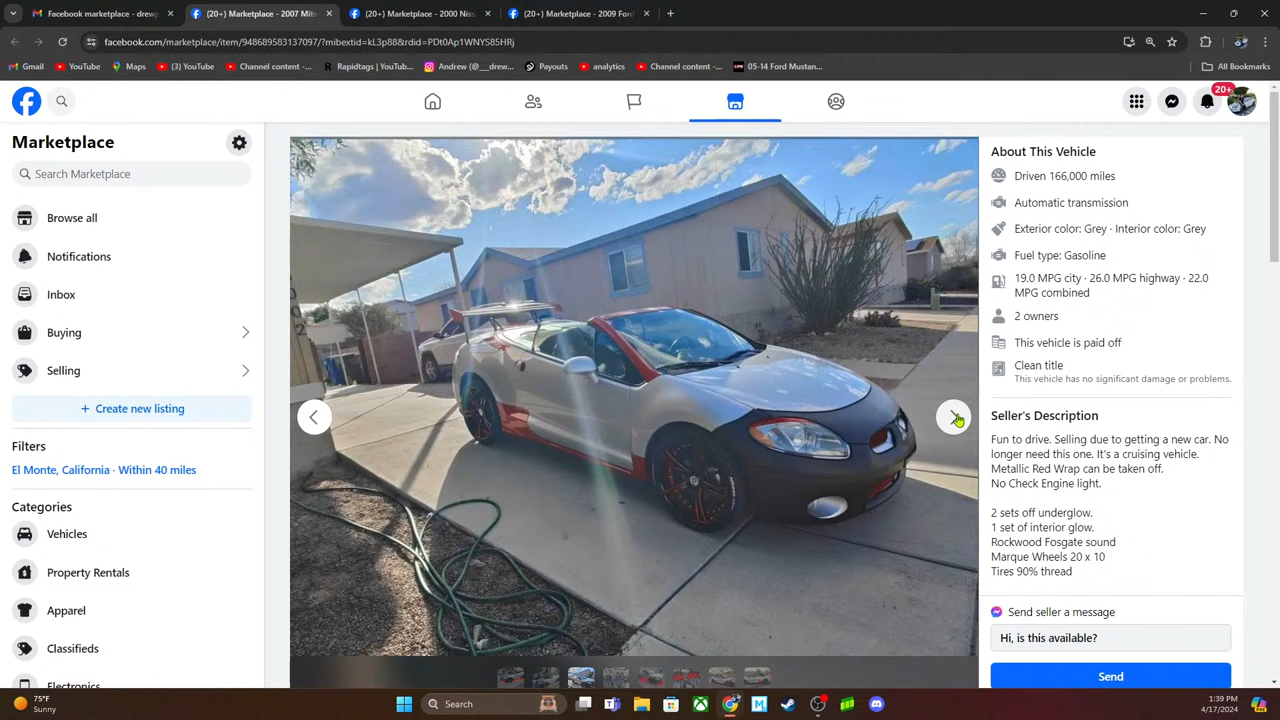 Facebook marketplace - drewp
(20+) Marketplace - 2007 Mits
(20+) Marketplace - 2000 Niss
(20+) Marketplace - 2009 Ford
facebook.com/marketplace/item/948689583137097/?mibextid=kL3p88&rdid=PDt0Ap1WNYS85HRj
Gmail
YouTube
Maps
(3) YouTube
Channel content -...
Rapidtags | YouTub...
Andrew (@___drew...
Payouts
analytics
Channel content -...
05-14 Ford Mustan...
All Bookmarks
20+
Marketplace
Search Marketplace
Browse all
Notifications
Inbox
Buying
Selling
+ Create new listing
Filters
El Monte, California · Within 40 miles
Categories
Vehicles
Property Rentals
Apparel
Classifieds
Electronics
About This Vehicle
Driven 166,000 miles
Automatic transmission
Exterior color: Grey · Interior color: Grey
Fuel type: Gasoline
19.0 MPG city · 26.0 MPG highway · 22.0
MPG combined
2 owners
This vehicle is paid off
Clean title
This vehicle has no significant damage or problems.
Seller's Description
Fun to drive. Selling due to getting a new car. No
longer need this one. It's a cruising vehicle.
Metallic Red Wrap can be taken off.
No Check Engine light.
2 sets off underglow.
1 set of interior glow.
Rockwood Fosgate sound
Marque Wheels 20 x 10
Tires 90% thread
Send seller a message
Hi, is this available?
Send
75°F
Sunny
Search
1:39 PM
4/17/2024